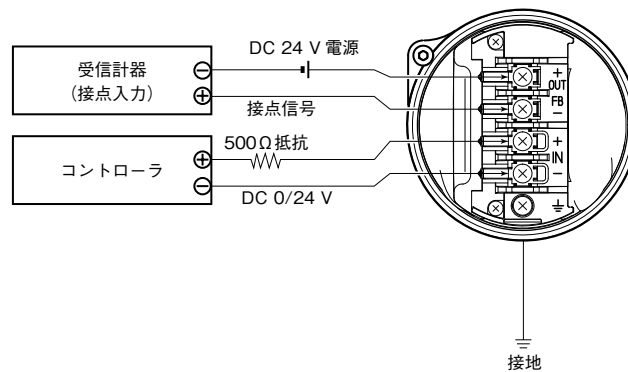 DC 24 V 電源
受信計器
(接点入力)
接点信号
500Ω抵抗
コントローラ
DC 0/24 V
+
OUT
FB
−
+
IN
−
接地